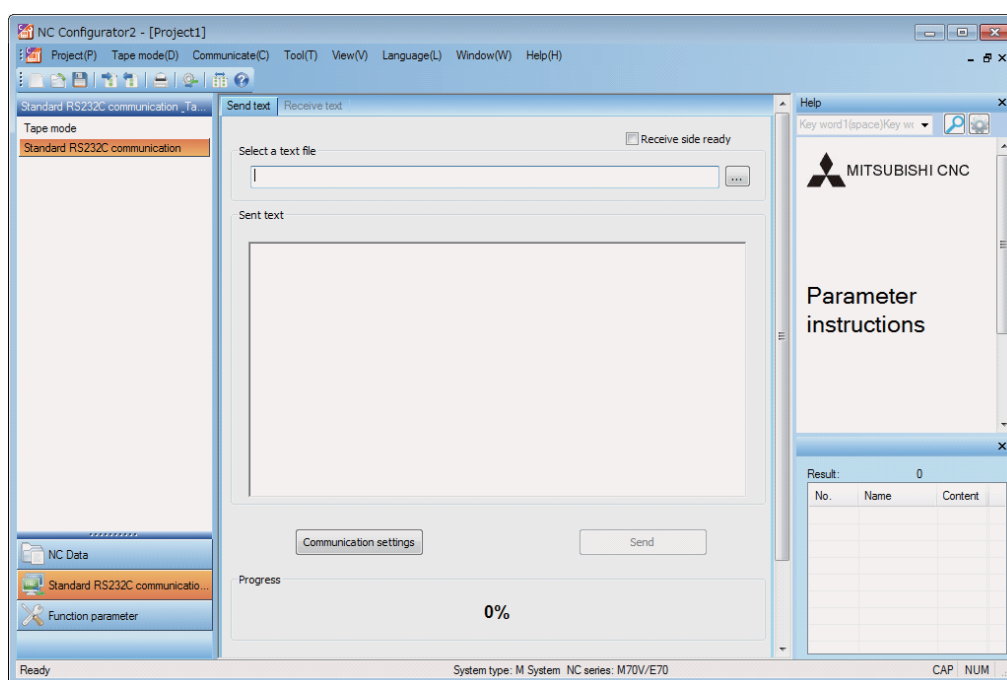 NC Configurator2 - [Project1]
Project(P) Tape mode(D) Communicate(C) Tool(T) View(V) Language(L) Window(W) Help(H)
Standard RS232C communication_Ta...
Tape mode
Standard RS232C communication
Send text
Receive text
Receive side ready
Select a text file
...
Sent text
Communication settings
Send
Progress
0%
NC Data
Standard RS232C communicatio...
Function parameter
Help
Key word1(space)Key
MITSUBISHI CNC
Parameter
instructions
Result: 0
No. Name Content
Ready
System type: M System NC series: M70V/E70
CAP NUM